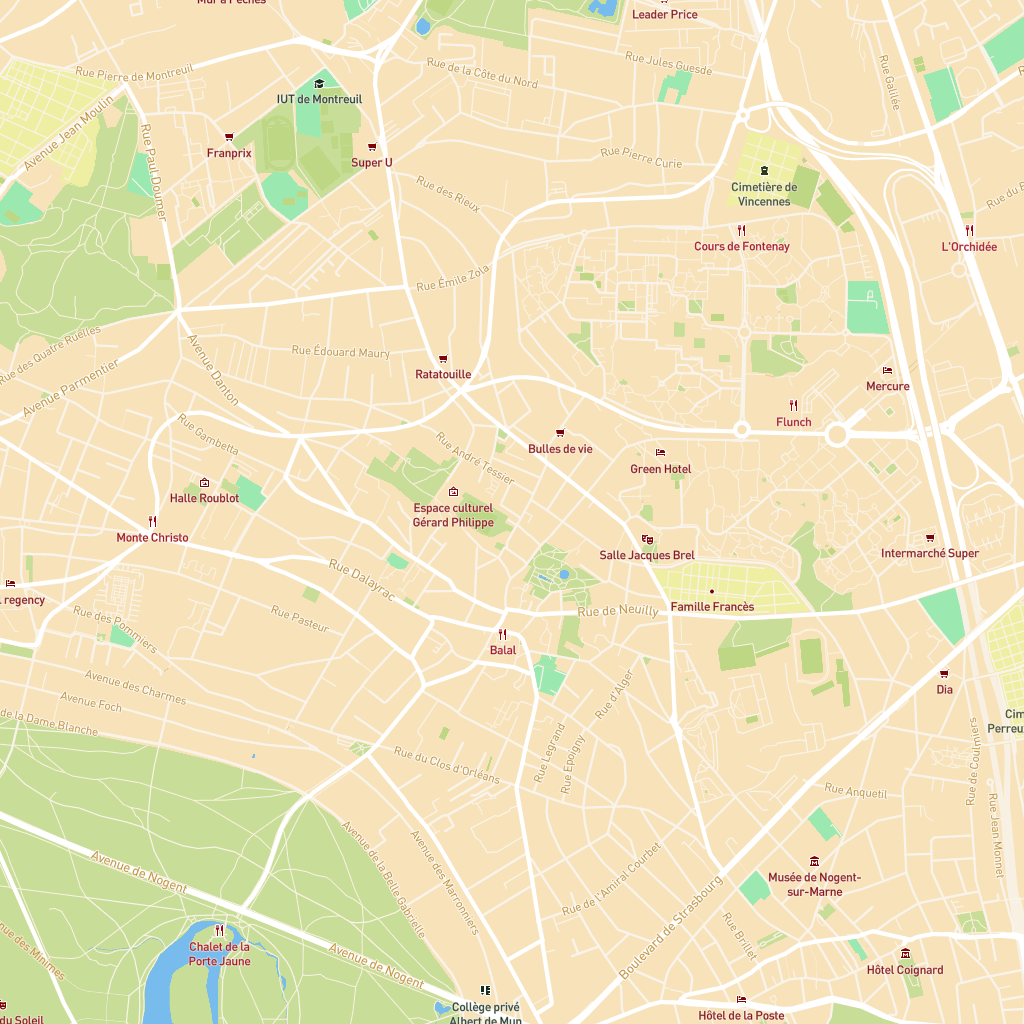 Mur à Pêches
Leader Price
Rue Pierre de Montreuil
Rue de la Côte du Nord
Rue Jules Guesde
Rue Galilée
IUT de Montreuil
Avenue Jean Moulin
Franprix
Super U
Rue Paul Doumer
Rue Pierre Curie
Rue des Rieux
Cimetière de
Vincennes
Cours de Fontenay
L'Orchidée
Rue Émile Zola
Rue des Quatre Ruelles
Rue Édouard Maury
Avenue Danton
Avenue Parmentier
Ratatouille
Mercure
Flunch
Rue Gambetta
Rue André Tessier
Bulles de vie
Green Hotel
Halle Roublot
Espace culturel
Gérard Philippe
Monte Christo
Salle Jacques Brel
Intermarché Super
regency
Rue Dalayrac
Famille Francès
Rue de Neuilly
Rue Pasteur
Rue des Pommiers
Balal
Avenue des Charmes
Avenue Foch
de la Dame Blanche
Rue d'Alger
Dia
Rue Legrand
Rue Epoigny
Rue du Clos d'Orléans
Rue de Coulmiers
Rue Jean Monnet
Rue Anquetil
Avenue de la Belle Gabrielle
Avenue des Marronniers
Avenue de Nogent
Musée de Nogent-
sur-Marne
Rue de l'Amiral Courbet
Boulevard de Strasbourg
Rue Brillet
Chalet de la
Porte Jaune
Avenue de Nogent
des Minimes
Hôtel Coignard
Collège privé
Albert de Mun
Hôtel de la Poste
du Soleil